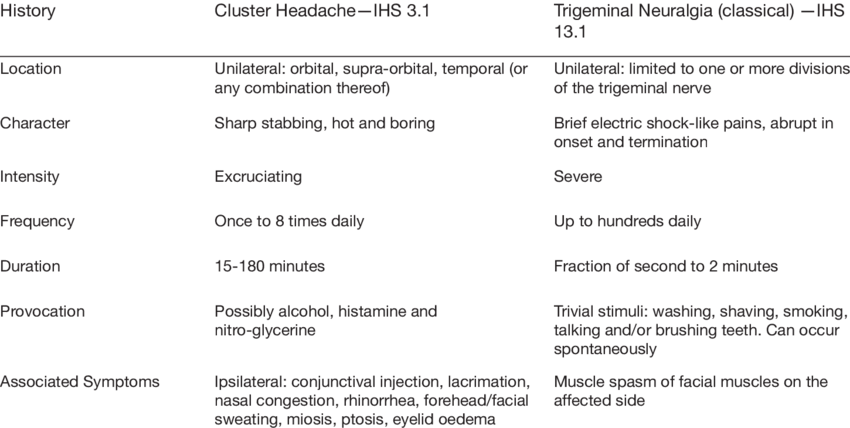 History Cluster Headache—IHS 3.1 Trigeminal Neuralgia (classical) —IHS
13.1
Location Unilateral: orbital, supra-orbital, temporal (or Unilateral: limited to one or more divisions
any combination thereof) of the trigeminal nerve
Character Sharp stabbing, hot and boring Brief electric shock-like pains, abrupt in
onset and termination
Intensity Excruciating Severe
Frequency Once to 8 times daily Up to hundreds daily
Duration 15-180 minutes Fraction of second to 2 minutes
Provocation Possibly alcohol, histamine and Trivial stimuli: washing, shaving, smoking,
nitro-glycerine talking and/or brushing teeth. Can occur
spontaneously
Associated Symptoms Ipsilateral: conjunctival injection, lacrimation, Muscle spasm of facial muscles on the
nasal congestion, rhinorrhea, forehead/facial affected side
sweating, miosis, ptosis, eyelid oedema